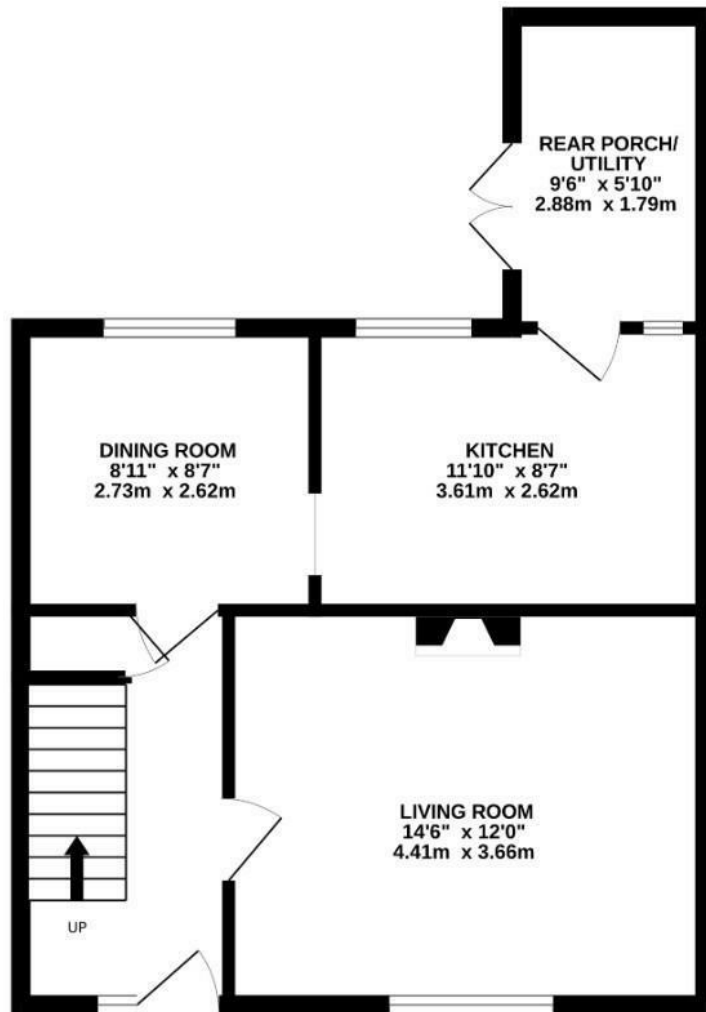 REAR PORCH/
UTILITY
9'6" x 5'10"
2.88m x 1.79m
DINING ROOM
8'11" x 8'7"
2.73m x 2.62m
KITCHEN
11'10" x 8'7"
3.61m x 2.62m
LIVING ROOM
14'6" x 12'0"
4.41m x 3.66m
UP